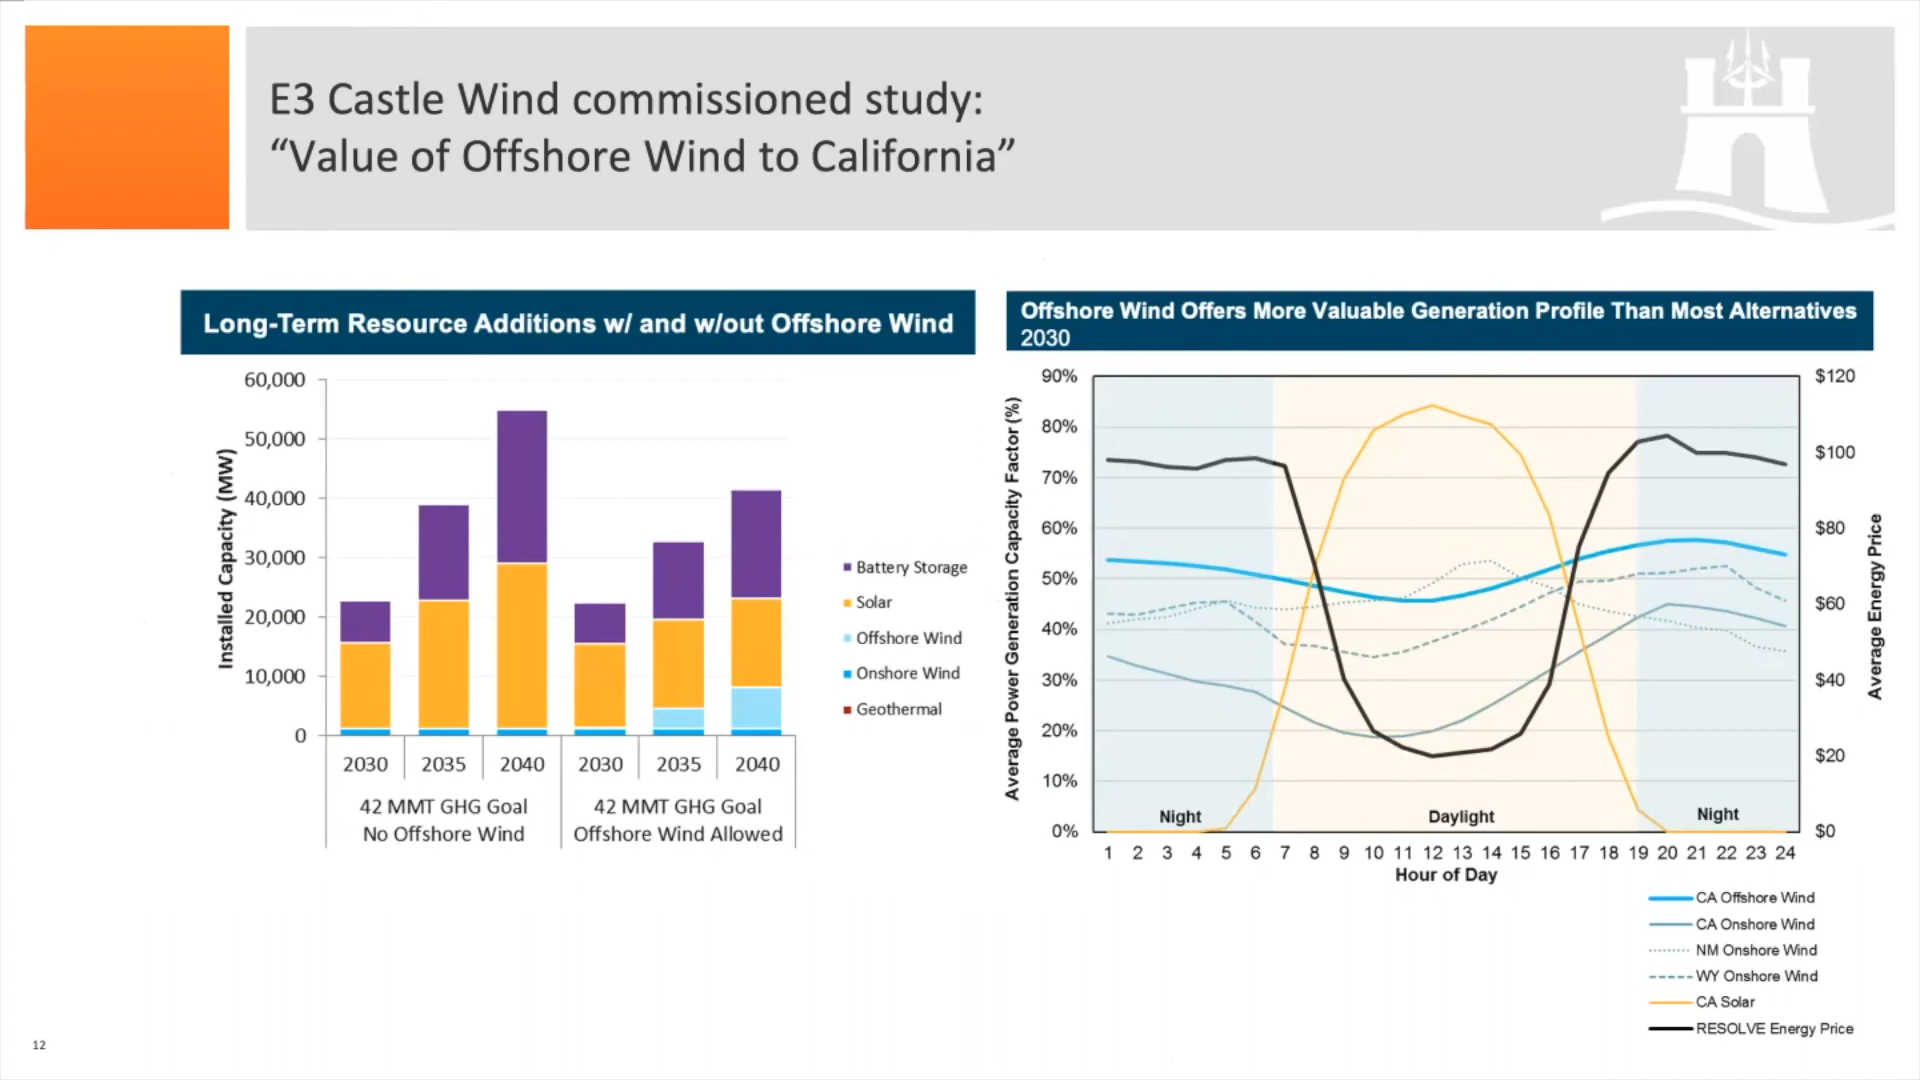 E3 Castle Wind commissioned study:
“Value of Offshore Wind to California”
Long-Term Resource Additions w/ and w/out Offshore Wind
Installed Capacity (MW)
60,000
50,000
40,000
30,000
20,000
10,000
0
2030 2035 2040 2030 2035 2040
42 MMT GHG Goal 42 MMT GHG Goal
No Offshore Wind Offshore Wind Allowed
Battery Storage
Solar
Offshore Wind
Onshore Wind
Geothermal
Offshore Wind Offers More Valuable Generation Profile Than Most Alternatives
2030
Average Power Generation Capacity Factor (%)
90%
80%
70%
60%
50%
40%
30%
20%
10%
0%
Night Daylight Night
$120
$100
$80
$60
$40
$20
$0
Average Energy Price
1 2 3 4 5 6 7 8 9 10 11 12 13 14 15 16 17 18 19 20 21 22 23 24
Hour of Day
CA Offshore Wind
CA Onshore Wind
NM Onshore Wind
WY Onshore Wind
CA Solar
RESOLVE Energy Price
12